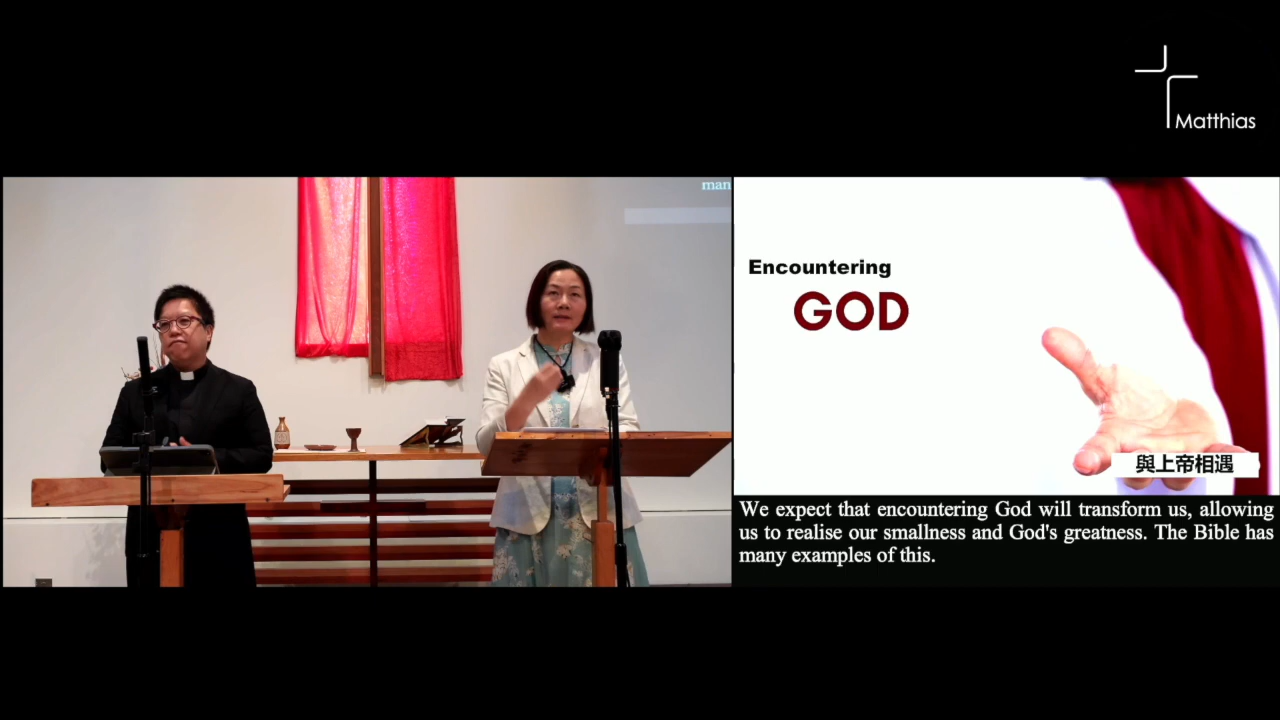 Matthias
man
Encountering
GOD
與上帝相遇
We expect that encountering God will transform us, allowing
us to realise our smallness and God's greatness. The Bible has
many examples of this.